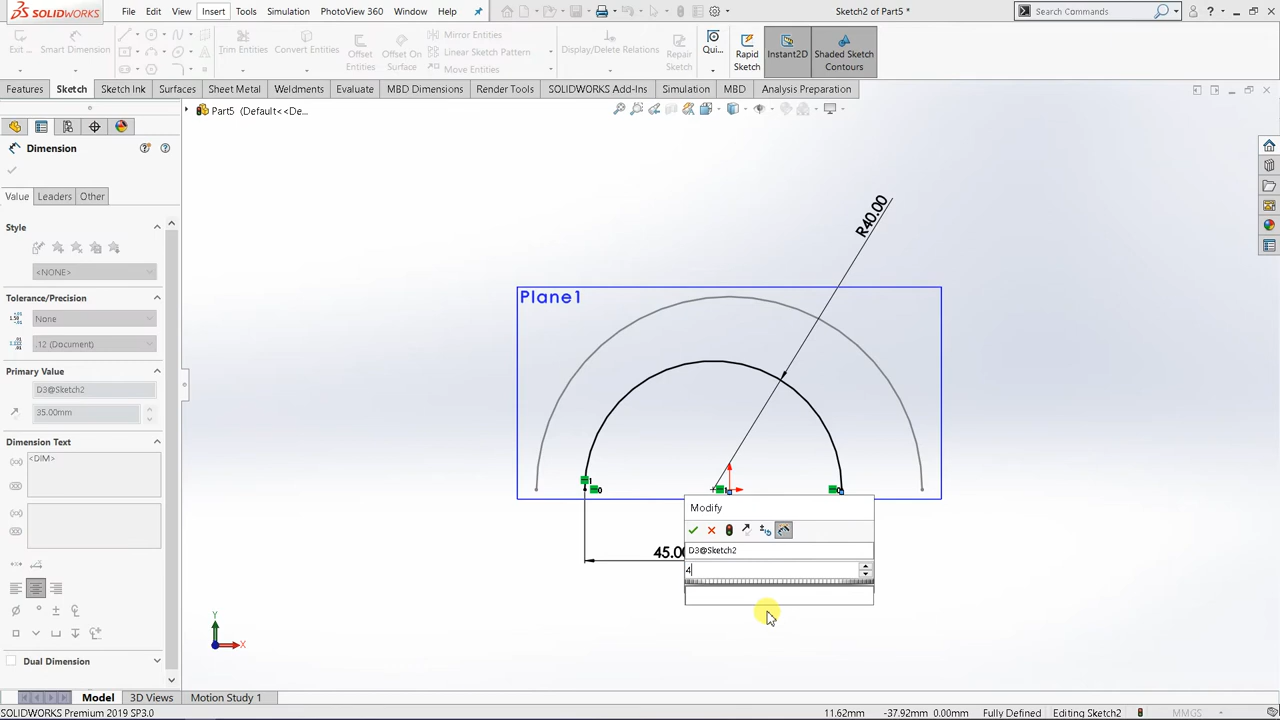 SOLIDWORKS
File Edit View Insert Tools Simulation PhotoView 360 Window Help
Sketch2 of Part5 *
Search Commands
Exit ...
Smart Dimension
Trim Entities
Convert Entities
Offset Entities
Offset On Surface
Mirror Entities
Linear Sketch Pattern
Move Entities
Display/Delete Relations
Repair Sketch
Qui...
Rapid Sketch
Instant2D
Shaded Sketch Contours
Features Sketch Sketch Ink Surfaces Sheet Metal Weldments Evaluate MBD Dimensions Render Tools SOLIDWORKS Add-Ins Simulation MBD Analysis Preparation
Part5 (Default<<De...
Dimension
Value Leaders Other
Style
<NONE>
Tolerance/Precision
None
.12 (Document)
Primary Value
D3@Sketch2
35.00mm
Dimension Text
<DIM>
Dual Dimension
Plane1
R40.00
45.00
Modify
D3@Sketch2
4
Y
X
Model 3D Views Motion Study 1
SOLIDWORKS Premium 2019 SP3.0
11.62mm -37.92mm 0.00mm Fully Defined Editing Sketch2 MMGS